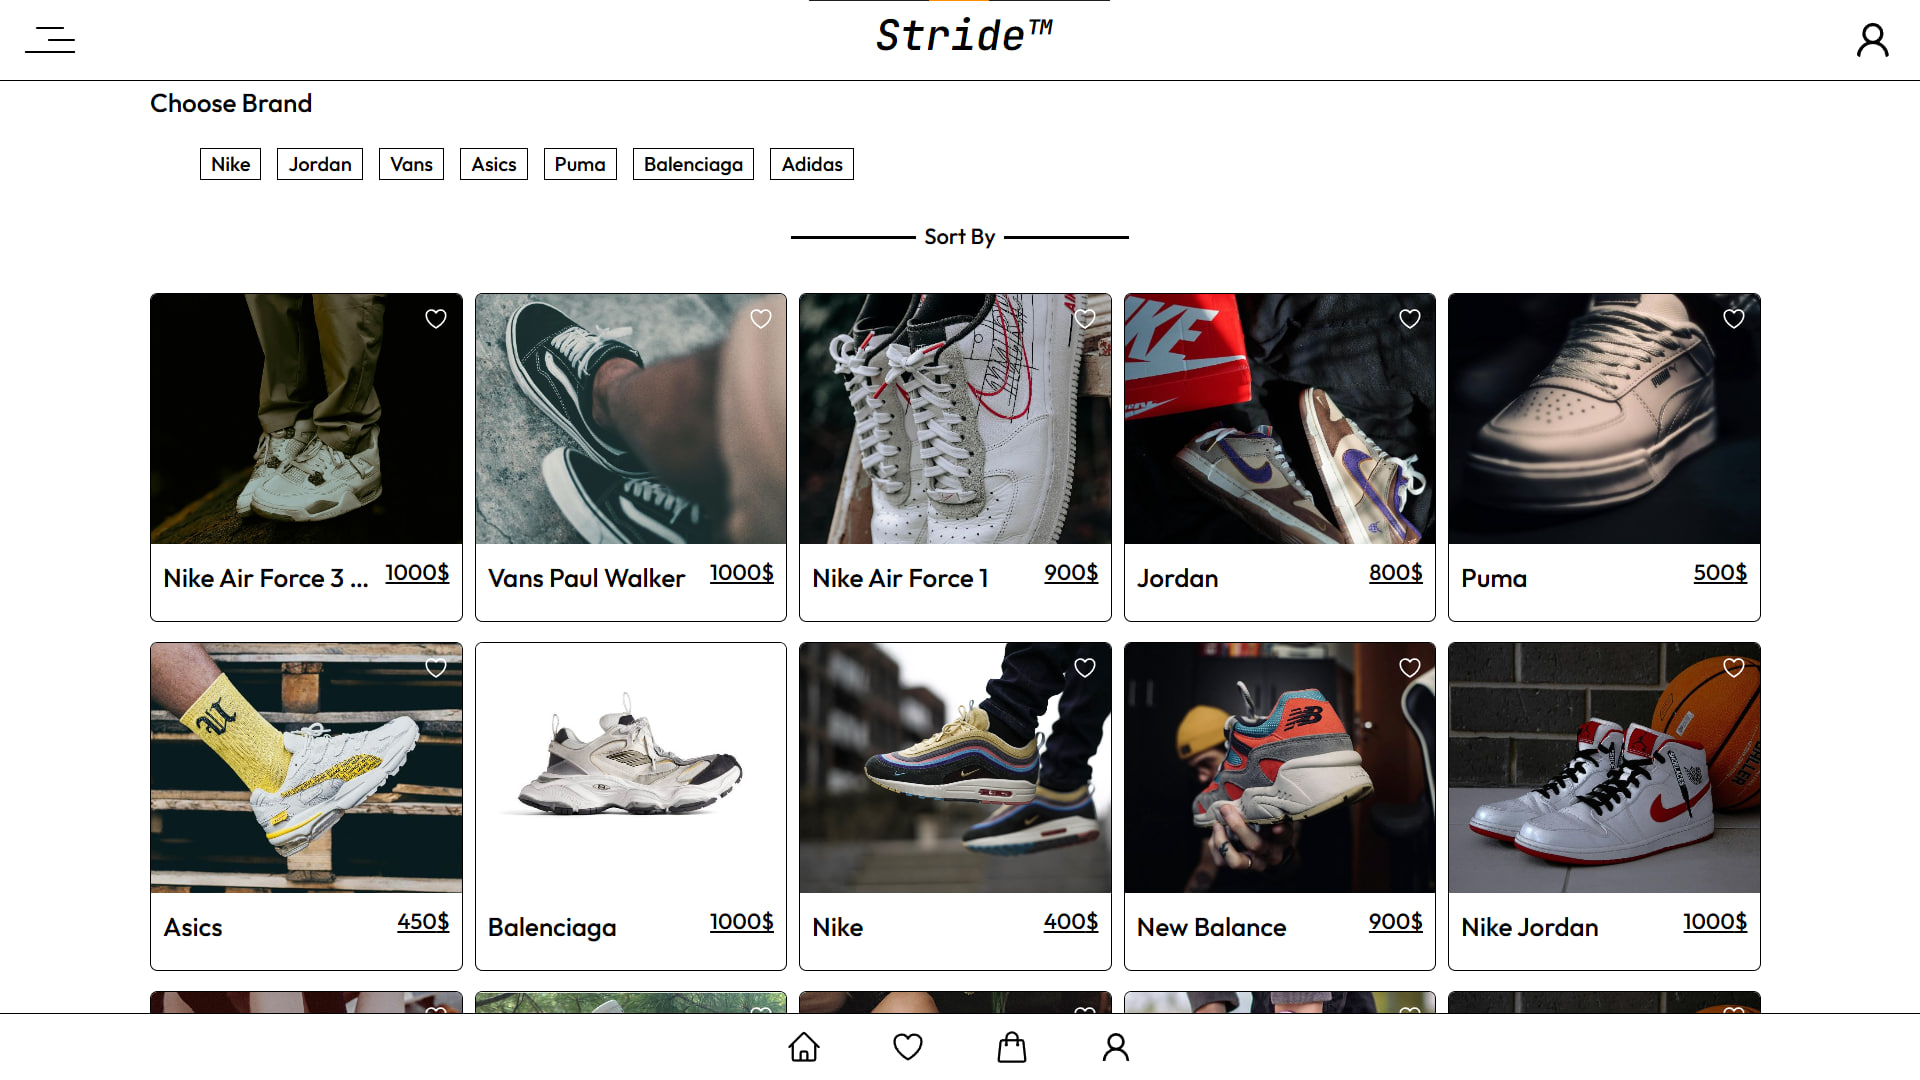 Stride™
Choose Brand
Nike Jordan Vans Asics Puma Balenciaga Adidas
Sort By
Nike Air Force 3 ... 1000$
Vans Paul Walker 1000$
Nike Air Force 1 900$
Jordan 800$
Puma 500$
Asics 450$
Balenciaga 1000$
Nike 400$
New Balance 900$
Nike Jordan 1000$